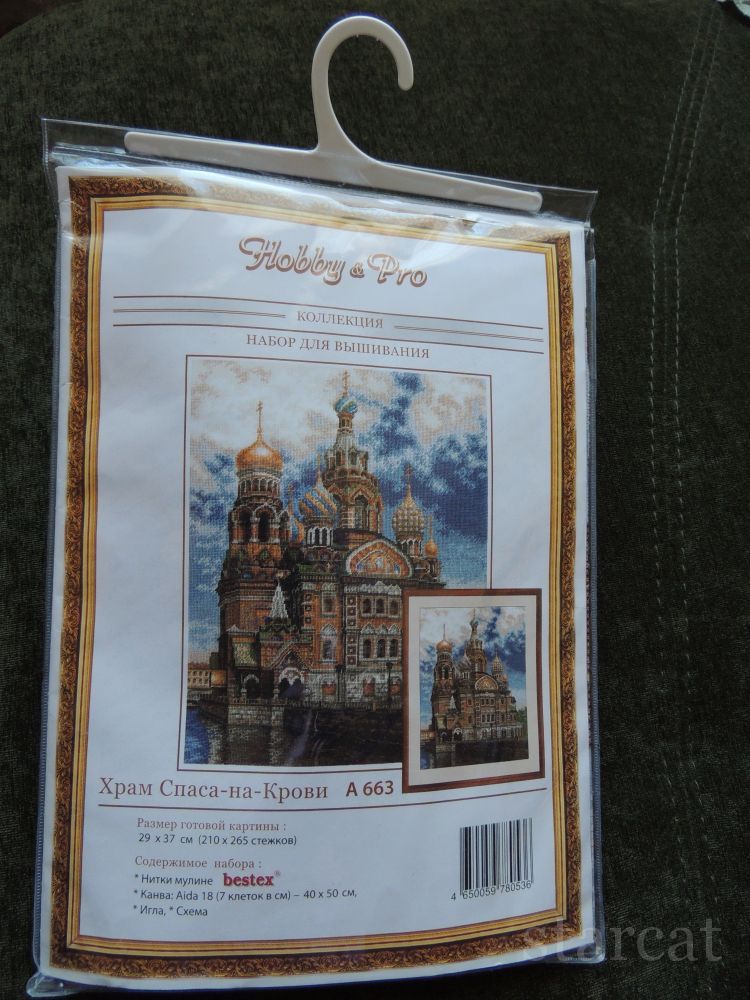 Hobby & Pro
КОЛЛЕКЦИЯ
НАБОР ДЛЯ ВЫШИВАНИЯ
Храм Спаса-на-Крови А 663
Размер готовой картины :
29 х 37 см (210 х 265 стежков)
Содержимое набора :
* Нитки мулине bestex®
* Канва: Aida 18 (7 клеток в см) – 40 х 50 см,
* Игла, * Схема
4 650059 780536
starcat